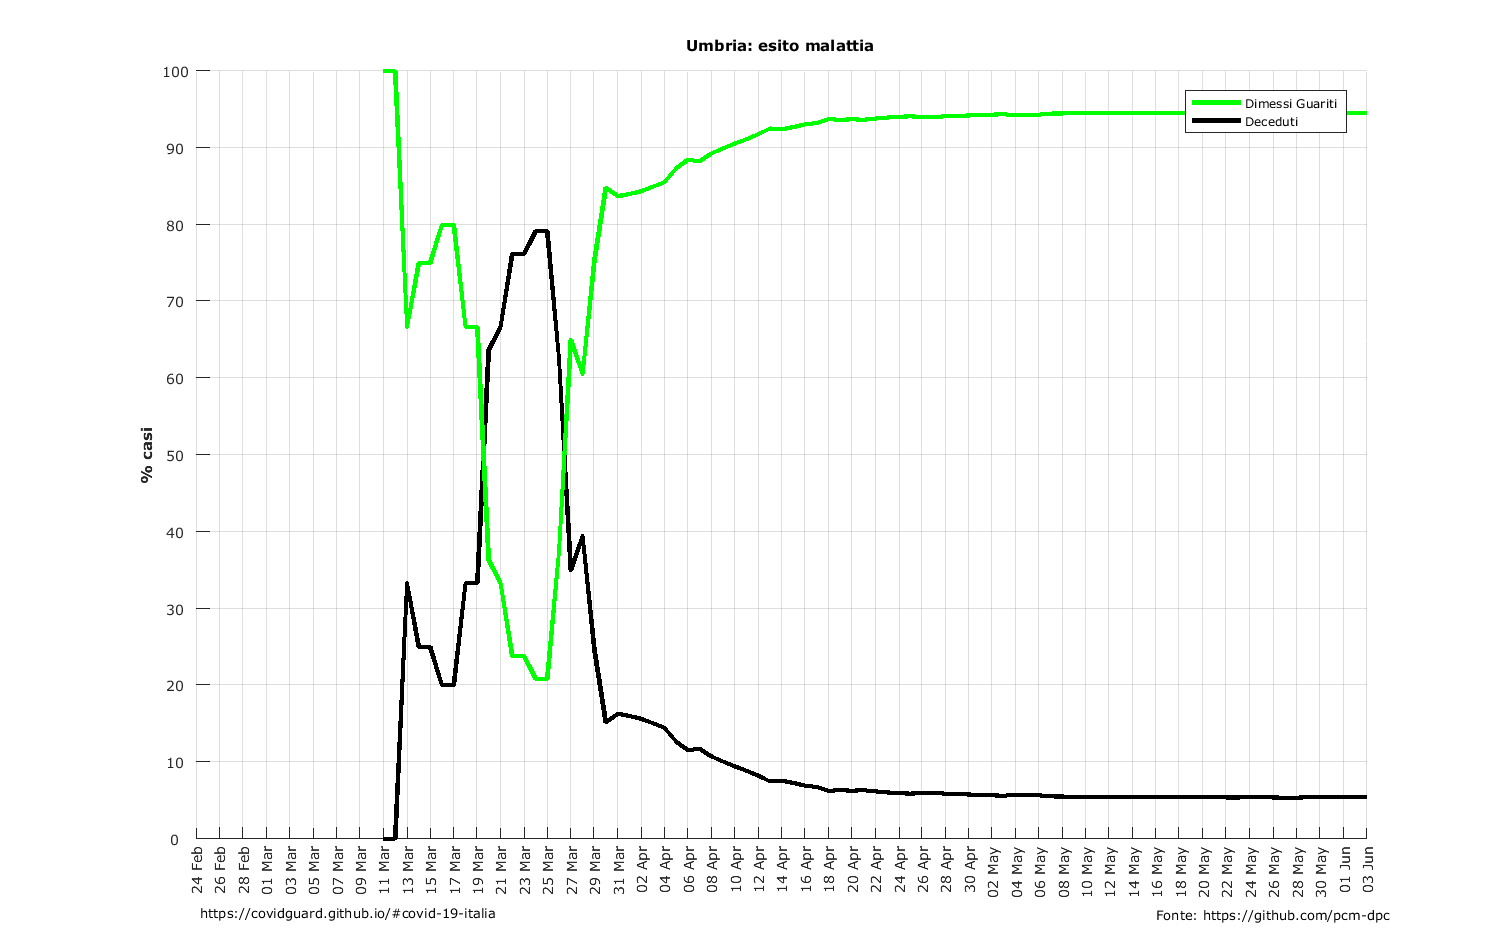 Umbria: esito malattia
100
90
80
70
60
50
40
30
20
10
0
% casi
Dimessi Guariti
Deceduti
24 Feb
26 Feb
28 Feb
01 Mar
03 Mar
05 Mar
07 Mar
09 Mar
11 Mar
13 Mar
15 Mar
17 Mar
19 Mar
21 Mar
23 Mar
25 Mar
27 Mar
29 Mar
31 Mar
02 Apr
04 Apr
06 Apr
08 Apr
10 Apr
12 Apr
14 Apr
16 Apr
18 Apr
20 Apr
22 Apr
24 Apr
26 Apr
28 Apr
30 Apr
02 May
04 May
06 May
08 May
10 May
12 May
14 May
16 May
18 May
20 May
22 May
24 May
26 May
28 May
30 May
01 Jun
03 Jun
https://covidguard.github.io/#covid-19-italia
Fonte: https://github.com/pcm-dpc